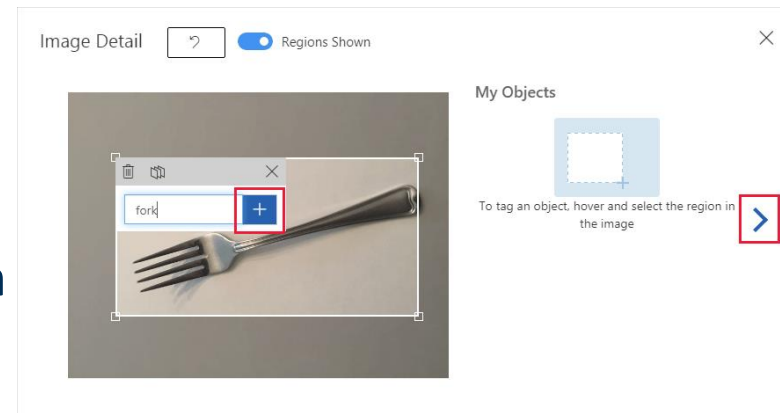 Image Detail
Regions Shown
My Objects
fork
To tag an object, hover and select the region in
the image